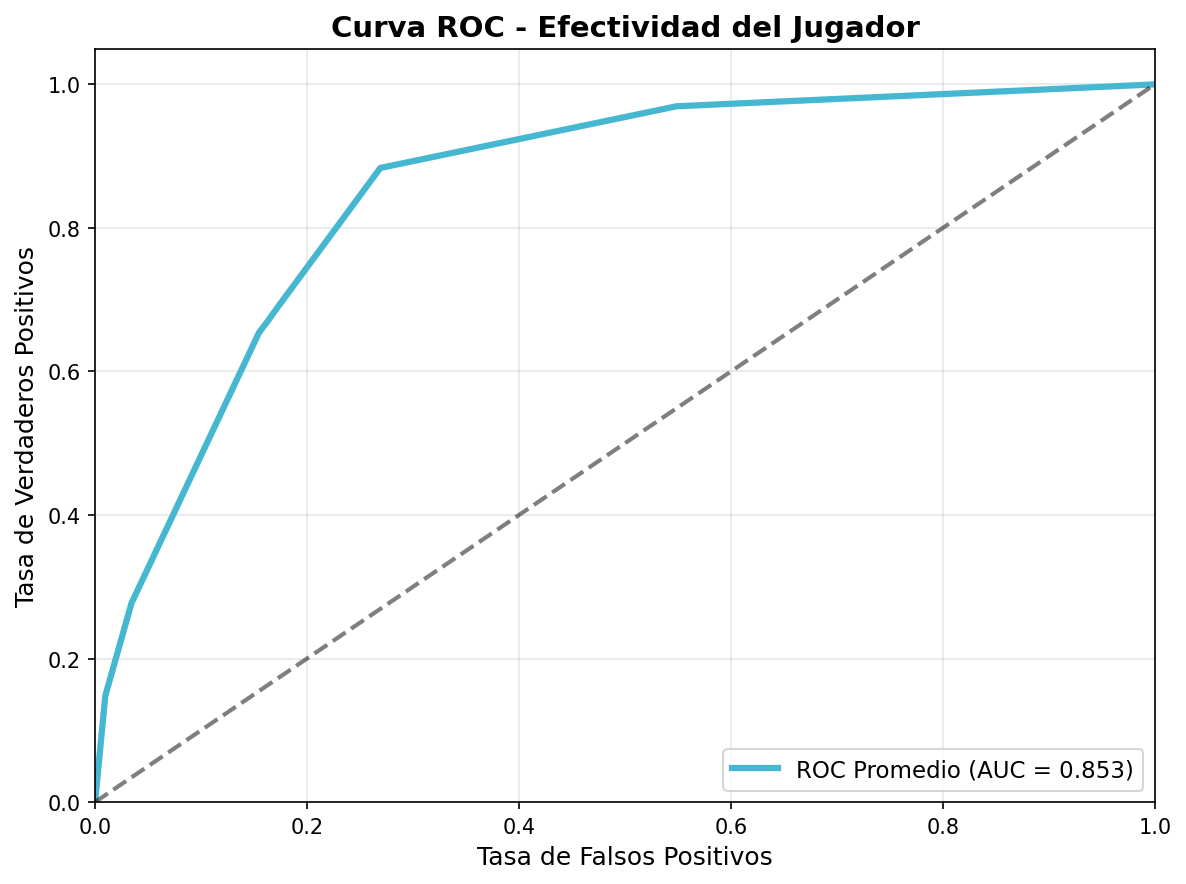 Curva ROC - Efectividad del Jugador
1.0
0.8
0.6
0.4
0.2
0.0
Tasa de Verdaderos Positivos
ROC Promedio (AUC = 0.853)
0.0 0.2 0.4 0.6 0.8 1.0
Tasa de Falsos Positivos